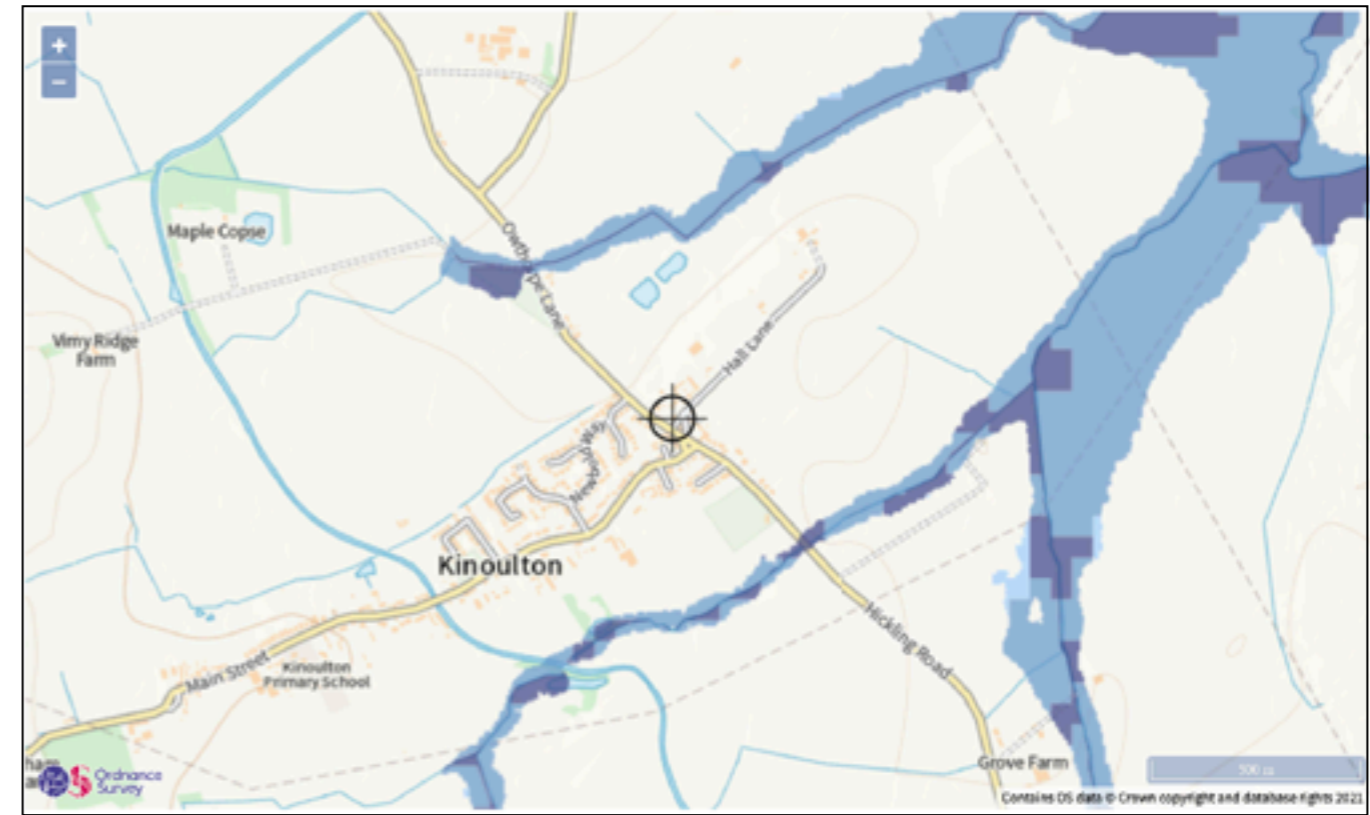 +
−
Maple Copse
Owthorpe Lane
Vimy Ridge
Farm
Hall Lane
Newbold Way
Kinoulton
Hickling Road
Main Street
Kinoulton
Primary School
Grove Farm
Ordnance
Survey
500 m
Contains OS data © Crown copyright and database rights 2021